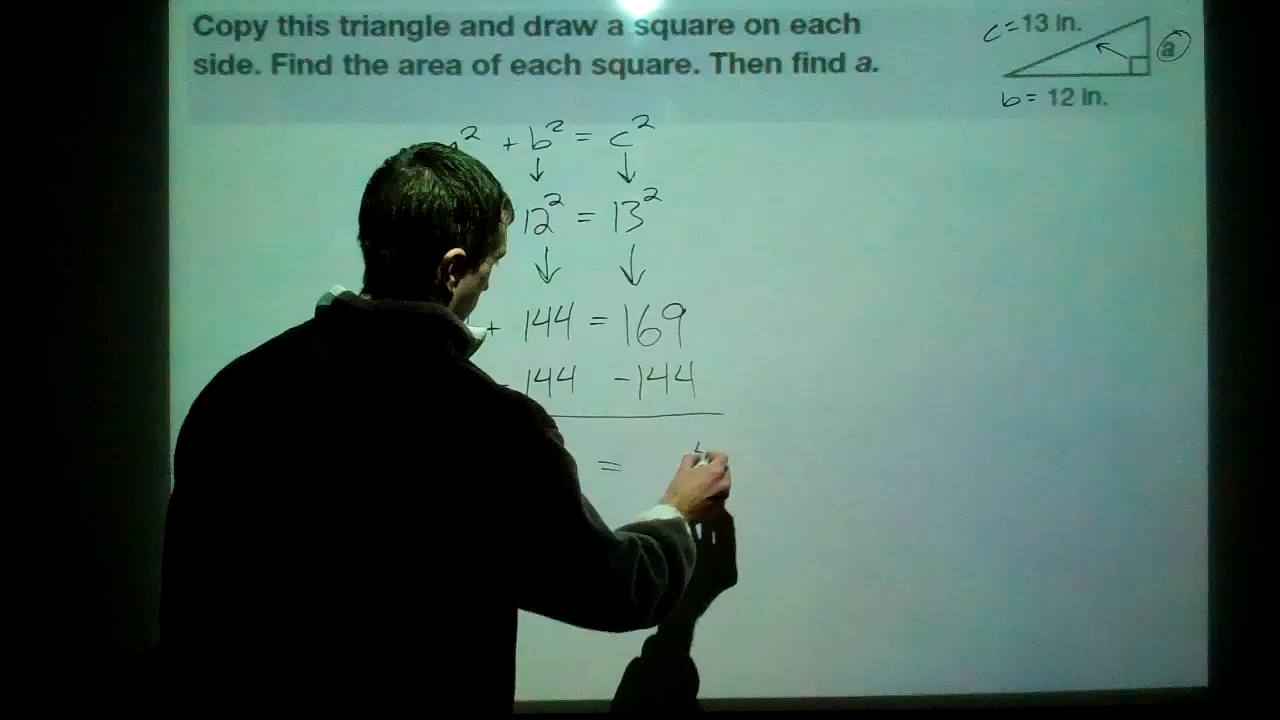 Copy this triangle and draw a square on each
side. Find the area of each square. Then find a.
c = 13 in.
a
b = 12 in.
² + b² = c²
12² = 13²
+ 144 = 169
- 144 - 144
=